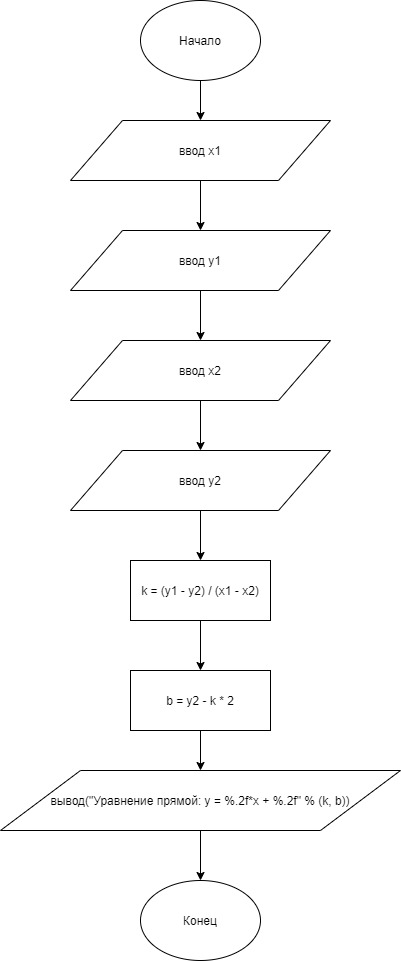 Начало
ввод x1
ввод y1
ввод x2
ввод y2
k = (y1 - y2) / (x1 - x2)
b = y2 - k * 2
вывод("Уравнение прямой: y = %.2f*x + %.2f" % (k, b))
Конец